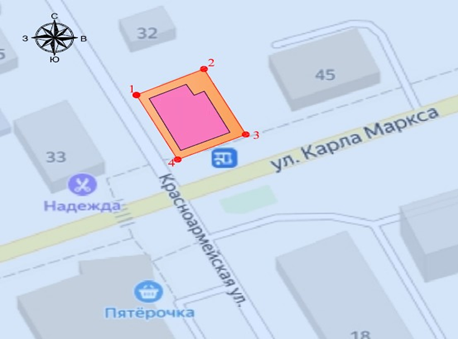 С
З
В
Ю
32
2
1
45
3
33
4
ул. Карла Маркса
Надежда
Красноармейская ул.
Пятёрочка
18